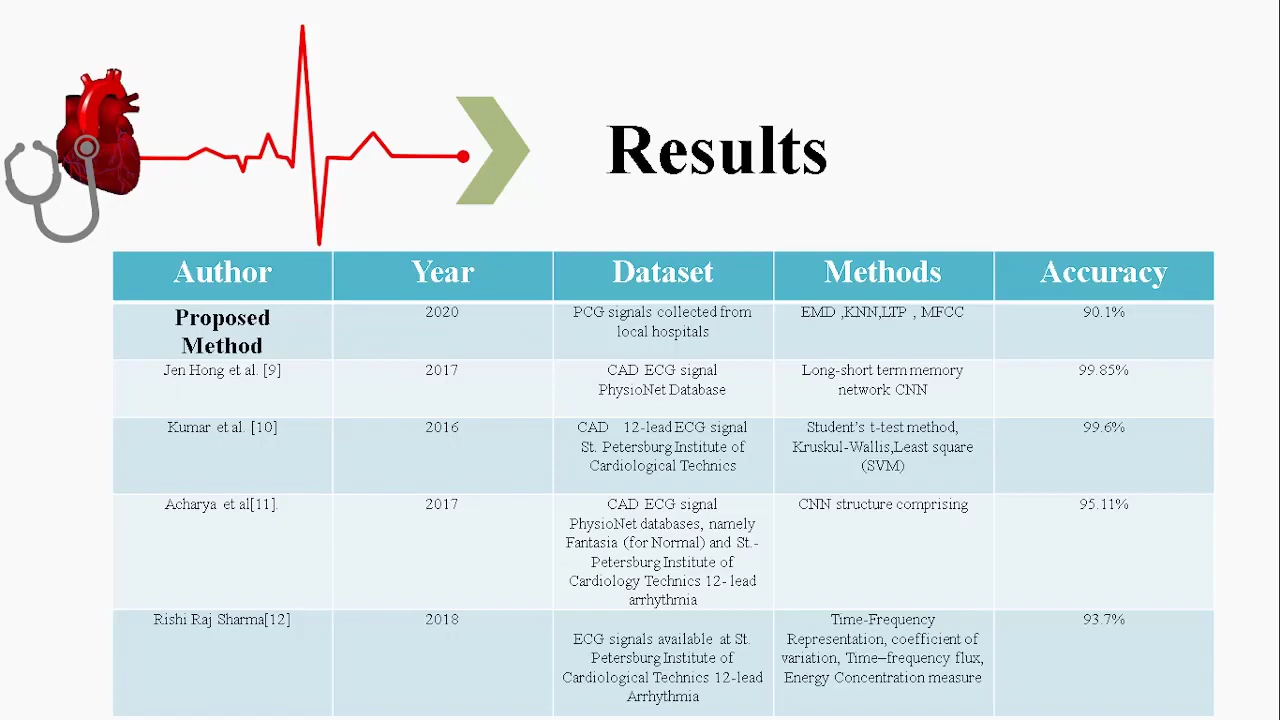 Results
Author Year Dataset Methods Accuracy
Proposed
Method
2020
PCG signals collected from
local hospitals
EMD ,KNN,LTP , MFCC
90.1%
Jen Hong et al. [9]
2017
CAD ECG signal
PhysioNet Database
Long-short term memory
network CNN
99.85%
Kumar et al. [10]
2016
CAD 12-lead ECG signal
St. Petersburg Institute of
Cardiological Technics
Student's t-test method,
Kruskul-Wallis,Least square
(SVM)
99.6%
Acharya et al[11].
2017
CAD ECG signal
PhysioNet databases, namely
Fantasia (for Normal) and St.-
Petersburg Institute of
Cardiology Technics 12- lead
arrhythmia
CNN structure comprising
95.11%
Rishi Raj Sharma[12]
2018
ECG signals available at St.
Petersburg Institute of
Cardiological Technics 12-lead
Arrhythmia
Time-Frequency
Representation, coefficient of
variation, Time–frequency flux,
Energy Concentration measure
93.7%